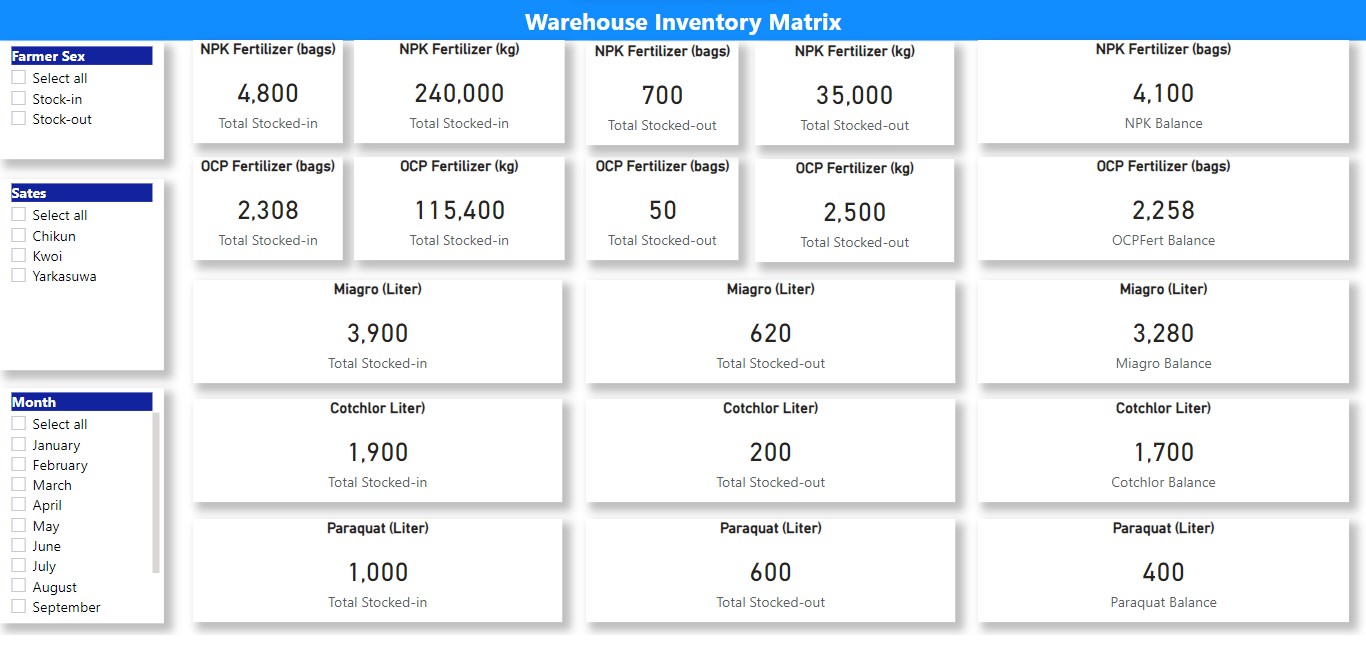 Warehouse Inventory Matrix
Farmer Sex
Select all
Stock-in
Stock-out
Sates
Select all
Chikun
Kwoi
Yarkasuwa
Month
Select all
January
February
March
April
May
June
July
August
September
NPK Fertilizer (bags)
4,800
Total Stocked-in
NPK Fertilizer (kg)
240,000
Total Stocked-in
NPK Fertilizer (bags)
700
Total Stocked-out
NPK Fertilizer (kg)
35,000
Total Stocked-out
NPK Fertilizer (bags)
4,100
NPK Balance
OCP Fertilizer (bags)
2,308
Total Stocked-in
OCP Fertilizer (kg)
115,400
Total Stocked-in
OCP Fertilizer (bags)
50
Total Stocked-out
OCP Fertilizer (kg)
2,500
Total Stocked-out
OCP Fertilizer (bags)
2,258
OCPFert Balance
Miagro (Liter)
3,900
Total Stocked-in
Miagro (Liter)
620
Total Stocked-out
Miagro (Liter)
3,280
Miagro Balance
Cotchlor Liter)
1,900
Total Stocked-in
Cotchlor Liter)
200
Total Stocked-out
Cotchlor Liter)
1,700
Cotchlor Balance
Paraquat (Liter)
1,000
Total Stocked-in
Paraquat (Liter)
600
Total Stocked-out
Paraquat (Liter)
400
Paraquat Balance